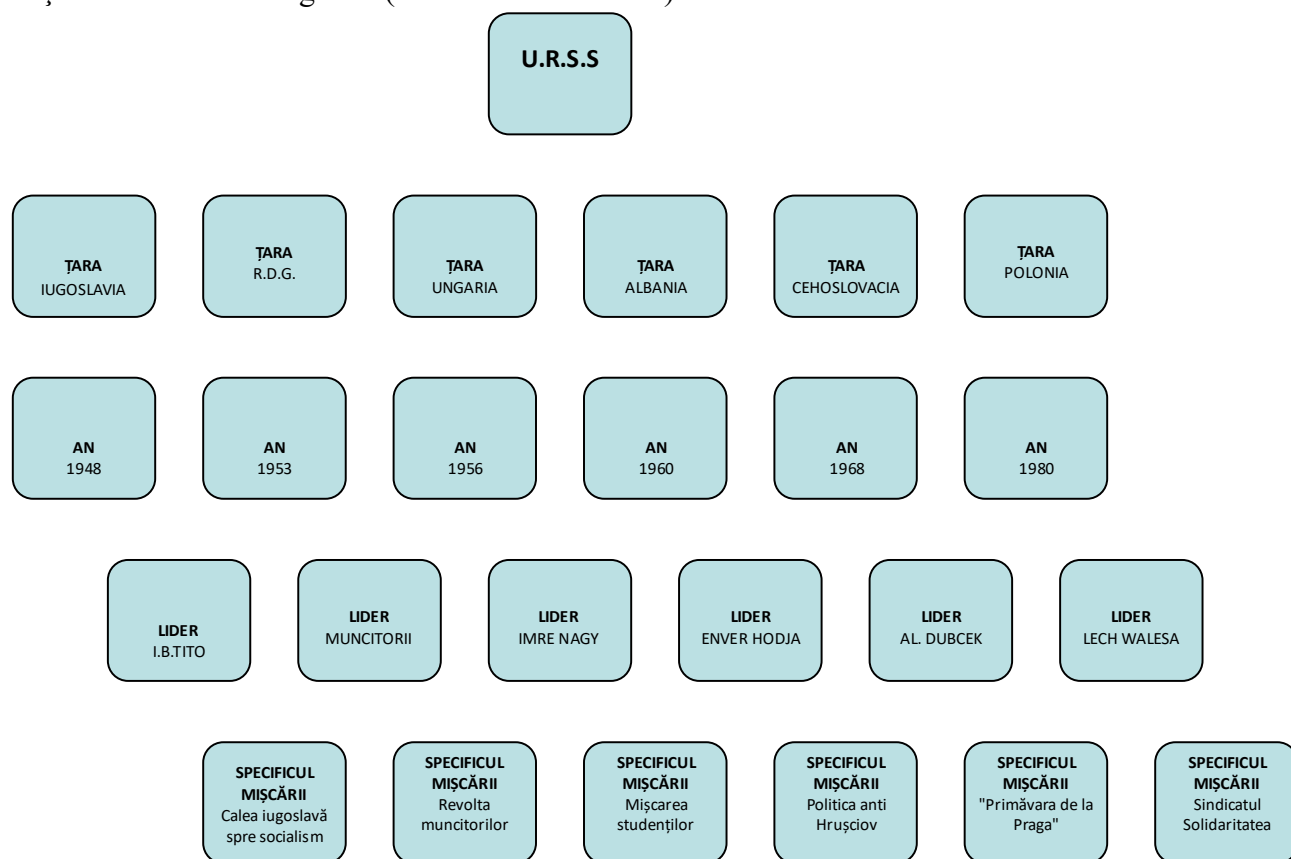 U.R.S.S
ȚARA
IUGOSLAVIA
ȚARA
R.D.G.
ȚARA
UNGARIA
ȚARA
ALBANIA
ȚARA
CEHOSLOVACIA
ȚARA
POLONIA
AN
1948
AN
1953
AN
1956
AN
1960
AN
1968
AN
1980
LIDER
I.B.TITO
LIDER
MUNCITORII
LIDER
IMRE NAGY
LIDER
ENVER HODJA
LIDER
AL. DUBCEK
LIDER
LECH WALESA
SPECIFICUL
MIȘCĂRII
Calea iugoslavă
spre socialism
SPECIFICUL
MIȘCĂRII
Revolta
muncitorilor
SPECIFICUL
MIȘCĂRII
Mișcarea
studenților
SPECIFICUL
MIȘCĂRII
Politica anti
Hrușciov
SPECIFICUL
MIȘCĂRII
"Primăvara de la
Praga"
SPECIFICUL
MIȘCĂRII
Sindicatul
Solidaritatea